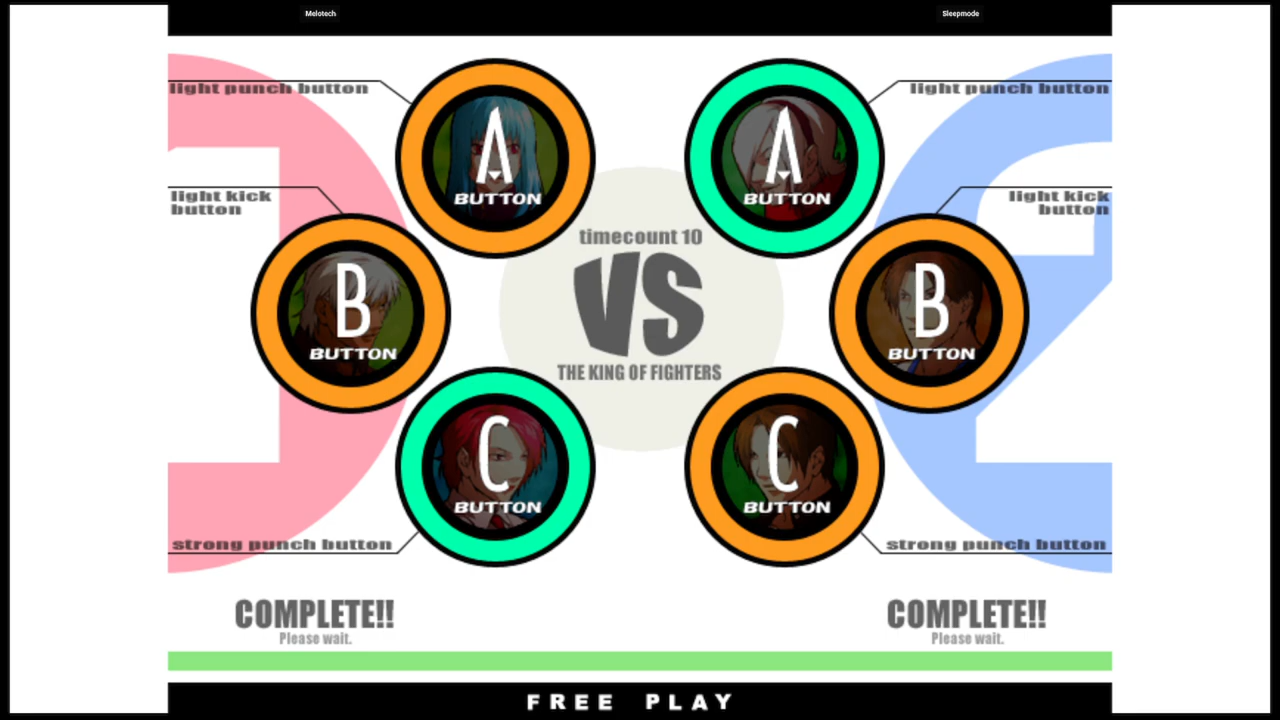 Melotech
Sleepmode
light punch button
light punch button
A
BUTTON
A
BUTTON
light kick
button
light kick
button
B
BUTTON
timecount 10
VS
THE KING OF FIGHTERS
B
BUTTON
C
BUTTON
C
BUTTON
strong punch button
strong punch button
COMPLETE!!
Please wait.
COMPLETE!!
Please wait.
FREE PLAY